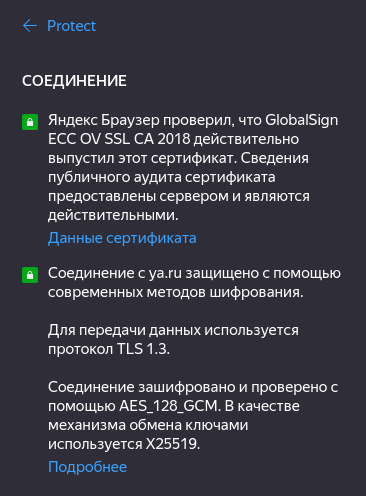 ← Protect
СОЕДИНЕНИЕ
Яндекс Браузер проверил, что GlobalSign
ECC OV SSL CA 2018 действительно
выпустил этот сертификат. Сведения
публичного аудита сертификата
предоставлены сервером и являются
действительными.
Данные сертификата
Соединение с ya.ru защищено с помощью
современных методов шифрования.
Для передачи данных используется
протокол TLS 1.3.
Соединение зашифровано и проверено с
помощью AES_128_GCM. В качестве
механизма обмена ключами
используется X25519.
Подробнее